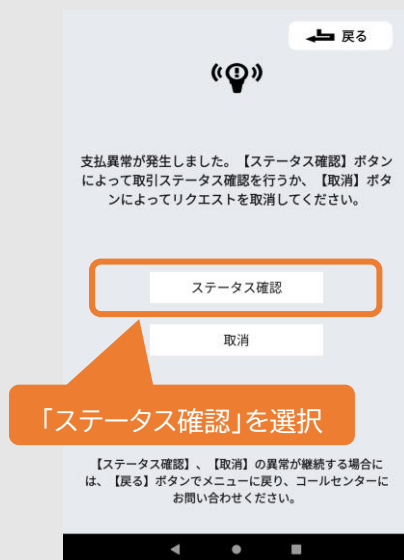 戻る
支払異常が発生しました。【ステータス確認】ボタン
によって取引ステータス確認を行うか、【取消】ボタ
ンによってリクエストを取消してください。
ステータス確認
取消
「ステータス確認」を選択
【ステータス確認】、【取消】の異常が継続する場合に
は、【戻る】ボタンでメニューに戻り、コールセンターに
お問い合わせください。